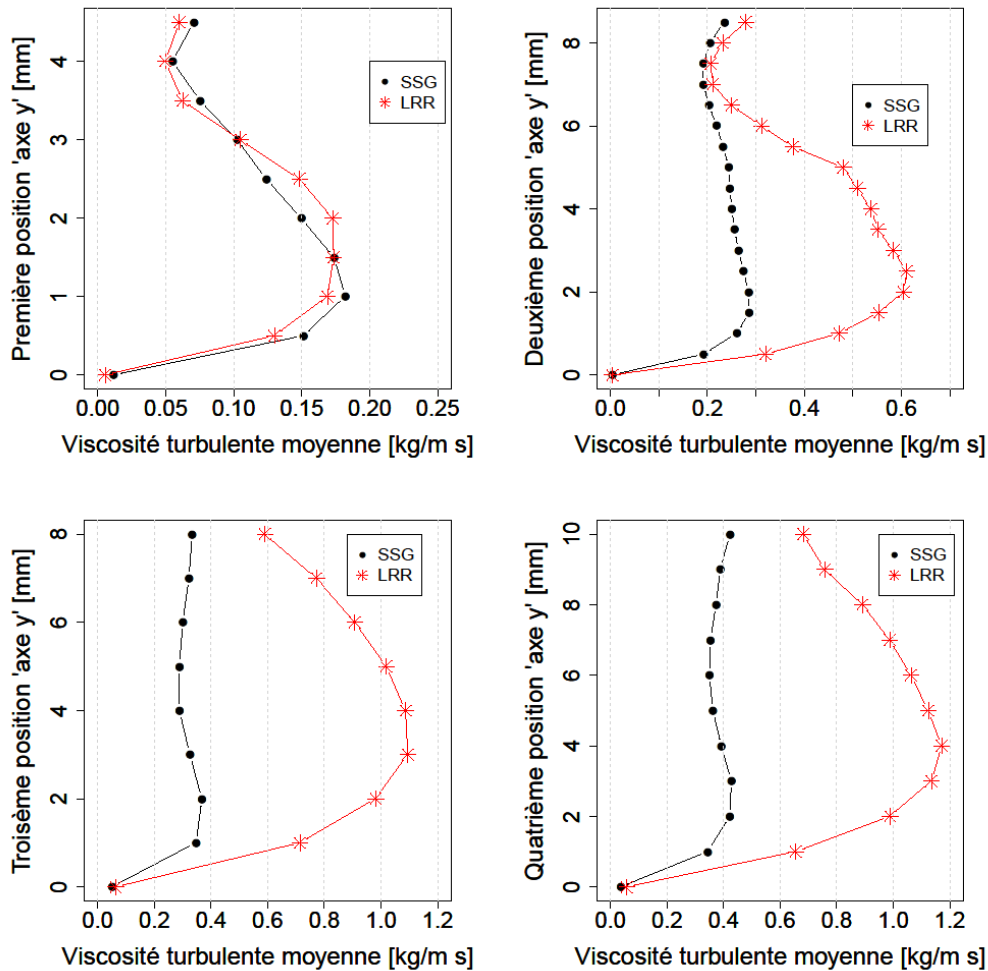 Première position 'axe y' [mm]
4
3
2
1
0
SSG
LRR
0.00 0.05 0.10 0.15 0.20 0.25
Viscosité turbulente moyenne [kg/m s]
Deuxième position 'axe y' [mm]
8
6
4
2
0
SSG
LRR
0.0 0.2 0.4 0.6
Viscosité turbulente moyenne [kg/m s]
Troisème position 'axe y' [mm]
8
6
4
2
0
SSG
LRR
0.0 0.2 0.4 0.6 0.8 1.0 1.2
Viscosité turbulente moyenne [kg/m s]
Quatrième position 'axe y' [mm]
10
8
6
4
2
0
SSG
LRR
0.0 0.2 0.4 0.6 0.8 1.0 1.2
Viscosité turbulente moyenne [kg/m s]